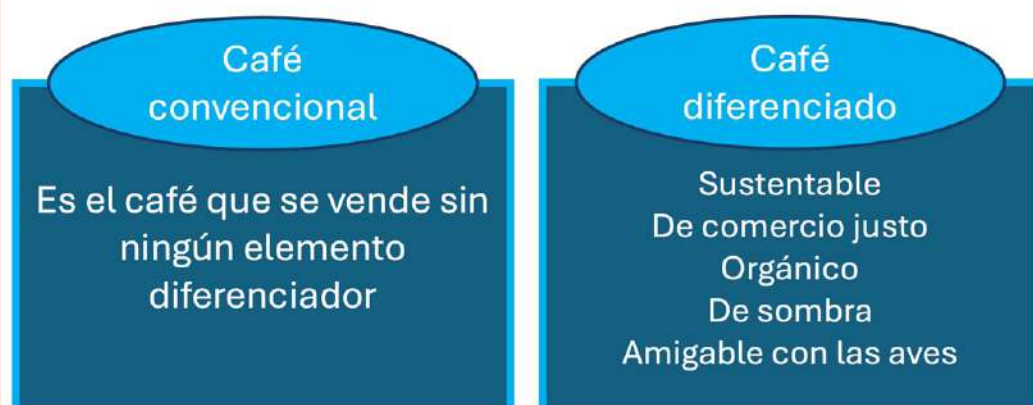 Café
convencional
Es el café que se vende sin
ningún elemento
diferenciador
Café
diferenciado
Sustentable
De comercio justo
Orgánico
De sombra
Amigable con las aves